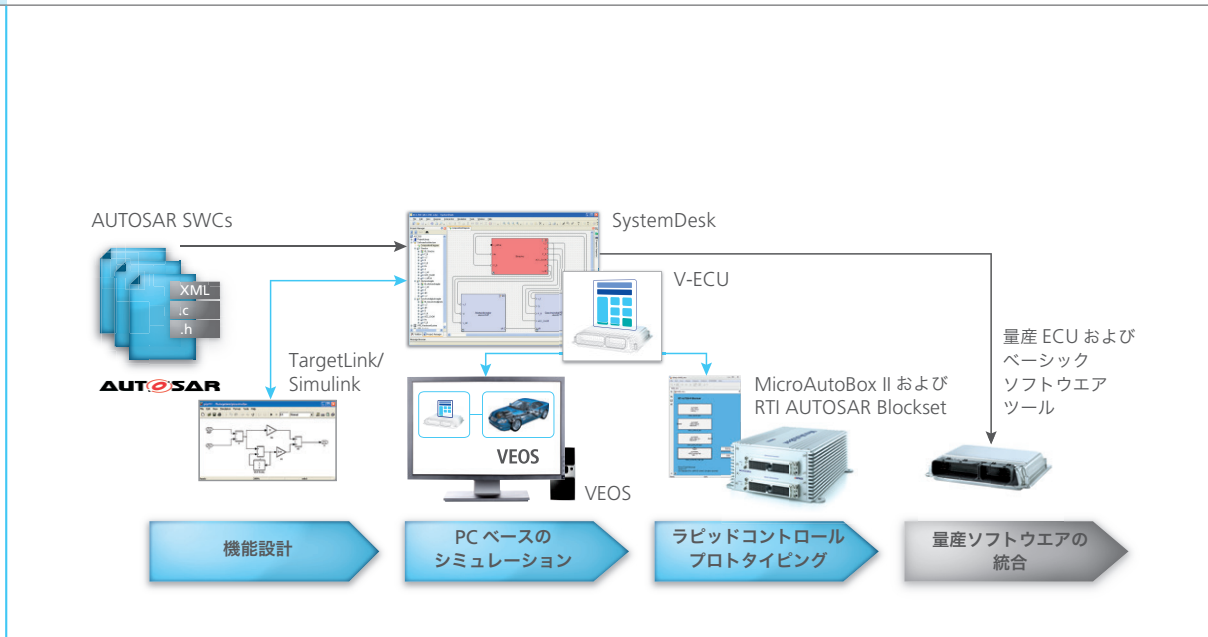 AUTOSAR SWCs
SystemDesk
XML
.c
.h
V-ECU
AUTOSAR
TargetLink/
Simulink
VEOS
VEOS
MicroAutoBox II および
RTI AUTOSAR Blockset
量産 ECU および
ベーシック
ソフトウエア
ツール
機能設計
PC ベースの
シミュレーション
ラピッドコントロール
プロトタイピング
量産ソフトウエアの
統合